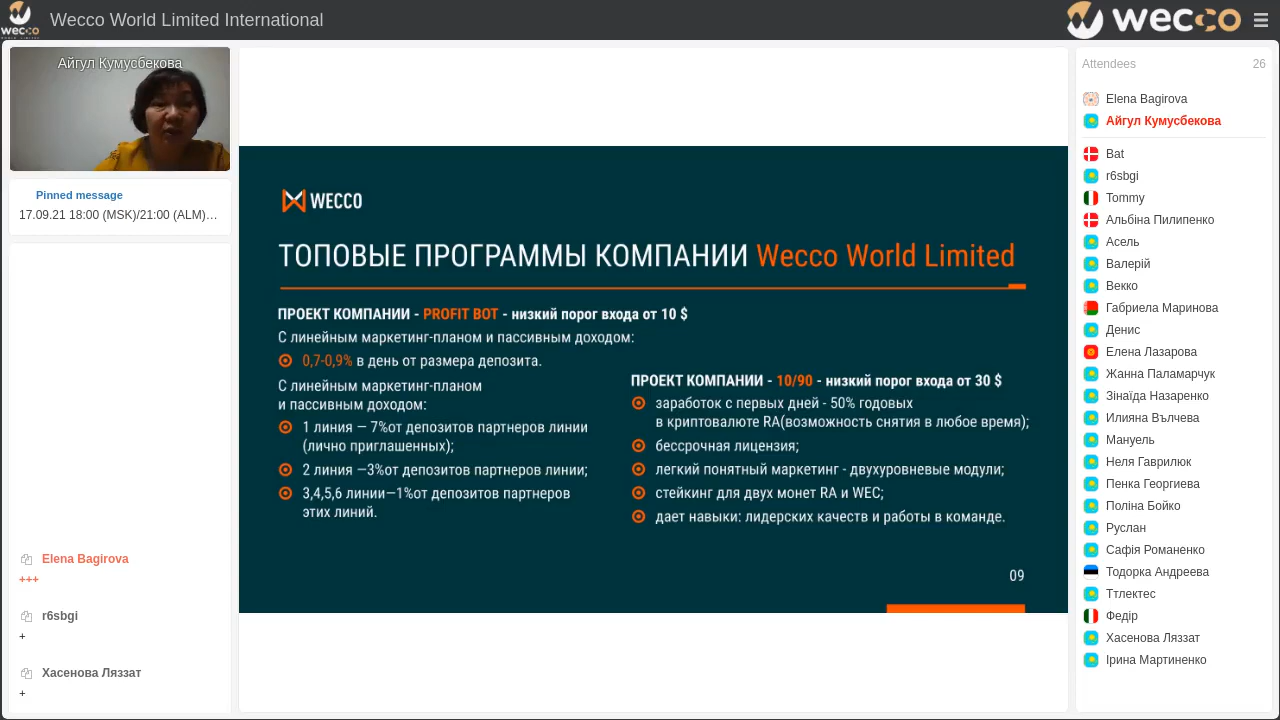 wecco
Wecco World Limited International
wecco
Айгул Кумусбекова
Pinned message
17.09.21 18:00 (MSK)/21:00 (ALM)…
Elena Bagirova
+++
r6sbgi
+
Хасенова Ляззат
+
WECCO
ТОПОВЫЕ ПРОГРАММЫ КОМПАНИИ Wecco World Limited
ПРОЕКТ КОМПАНИИ - PROFIT BOT - низкий порог входа от 10 $
С линейным маркетинг-планом и пассивным доходом:
0,7-0,9% в день от размера депозита.
С линейным маркетинг-планом
и пассивным доходом:
1 линия — 7%от депозитов партнеров линии
(лично приглашенных);
2 линия —3%от депозитов партнеров линии;
3,4,5,6 линии—1%от депозитов партнеров
этих линий.
ПРОЕКТ КОМПАНИИ - 10/90 - низкий порог входа от 30 $
заработок с первых дней - 50% годовых
в криптовалюте RA(возможность снятия в любое время);
бессрочная лицензия;
легкий понятный маркетинг - двухуровневые модули;
стейкинг для двух монет RA и WEC;
дает навыки: лидерских качеств и работы в команде.
09
Attendees 26
Elena Bagirova
Айгул Кумусбекова
Bat
r6sbgi
Tommy
Альбіна Пилипенко
Асель
Валерій
Векко
Габриела Маринова
Денис
Елена Лазарова
Жанна Паламарчук
Зінаїда Назаренко
Илияна Вълчева
Мануель
Неля Гаврилюк
Пенка Георгиева
Поліна Бойко
Руслан
Сафія Романенко
Тодорка Андреева
Ттлектес
Федір
Хасенова Ляззат
Ірина Мартиненко